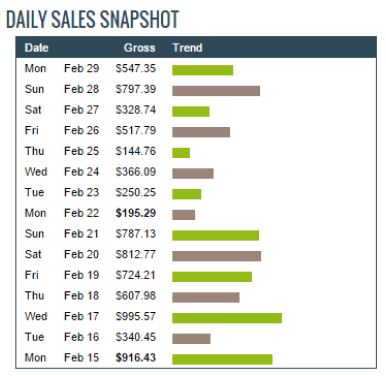 DAILY SALES SNAPSHOT
Date Gross Trend
Mon Feb 29 $547.35
Sun Feb 28 $797.39
Sat Feb 27 $328.74
Fri Feb 26 $517.79
Thu Feb 25 $144.76
Wed Feb 24 $366.09
Tue Feb 23 $250.25
Mon Feb 22 $195.29
Sun Feb 21 $787.13
Sat Feb 20 $812.77
Fri Feb 19 $724.21
Thu Feb 18 $607.98
Wed Feb 17 $995.57
Tue Feb 16 $340.45
Mon Feb 15 $916.43